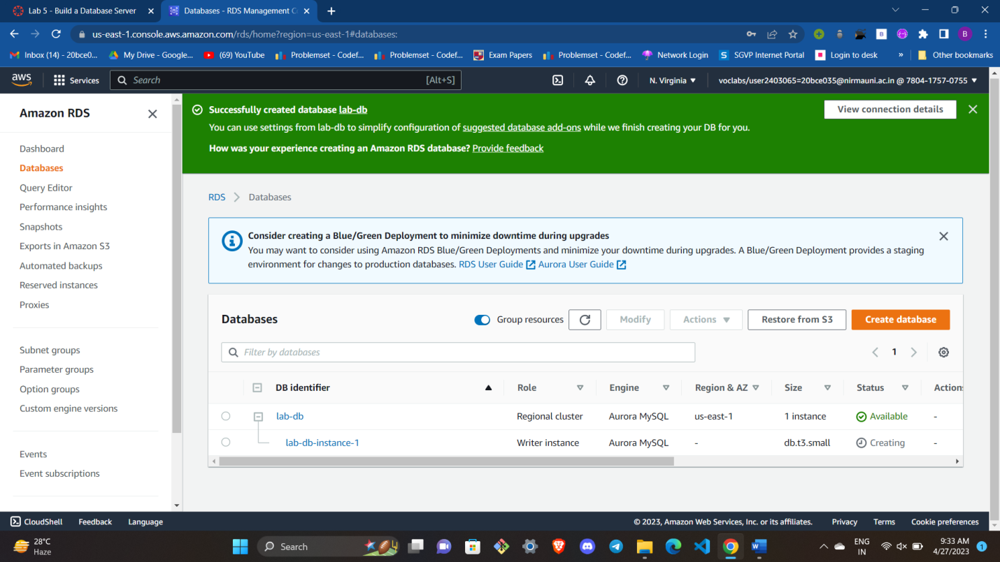 Lab 5 - Build a Database Server
Databases - RDS Management C
us-east-1.console.aws.amazon.com/rds/home?region=us-east-1#databases:
B
B
Inbox (14) - 20bce0...
My Drive - Google...
(69) YouTube
Problemset - Codef...
Problemset - Codef...
Exam Papers
Problemset - Codef...
Network Login
S
SGVP Internet Portal
Login to desk
»
Other bookmarks
aws
Services
Search
[Alt+S]
N. Virginia
voclabs/user2403065=20bce035@nirmauni.ac.in @ 7804-1757-0755
Amazon RDS
Dashboard
Databases
Query Editor
Performance insights
Snapshots
Exports in Amazon S3
Automated backups
Reserved instances
Proxies
Subnet groups
Parameter groups
Option groups
Custom engine versions
Events
Event subscriptions
Successfully created database lab-db
View connection details
You can use settings from lab-db to simplify configuration of suggested database add-ons while we finish creating your DB for you.
How was your experience creating an Amazon RDS database? Provide feedback
RDS
Databases
Consider creating a Blue/Green Deployment to minimize downtime during upgrades
You may want to consider using Amazon RDS Blue/Green Deployments and minimize your downtime during upgrades. A Blue/Green Deployment provides a staging
environment for changes to production databases. RDS User Guide Aurora User Guide
Databases
Group resources
Modify
Actions
Restore from S3
Create database
Filter by databases
1
DB identifier Role Engine Region & AZ Size Status Actions
lab-db Regional cluster Aurora MySQL us-east-1 1 instance Available -
lab-db-instance-1 Writer instance Aurora MySQL - db.t3.small Creating -
CloudShell
Feedback
Language
© 2023, Amazon Web Services, Inc. or its affiliates.
Privacy
Terms
Cookie preferences
28°C
Haze
Search
ENG
IN
9:33 AM
4/27/2023
1